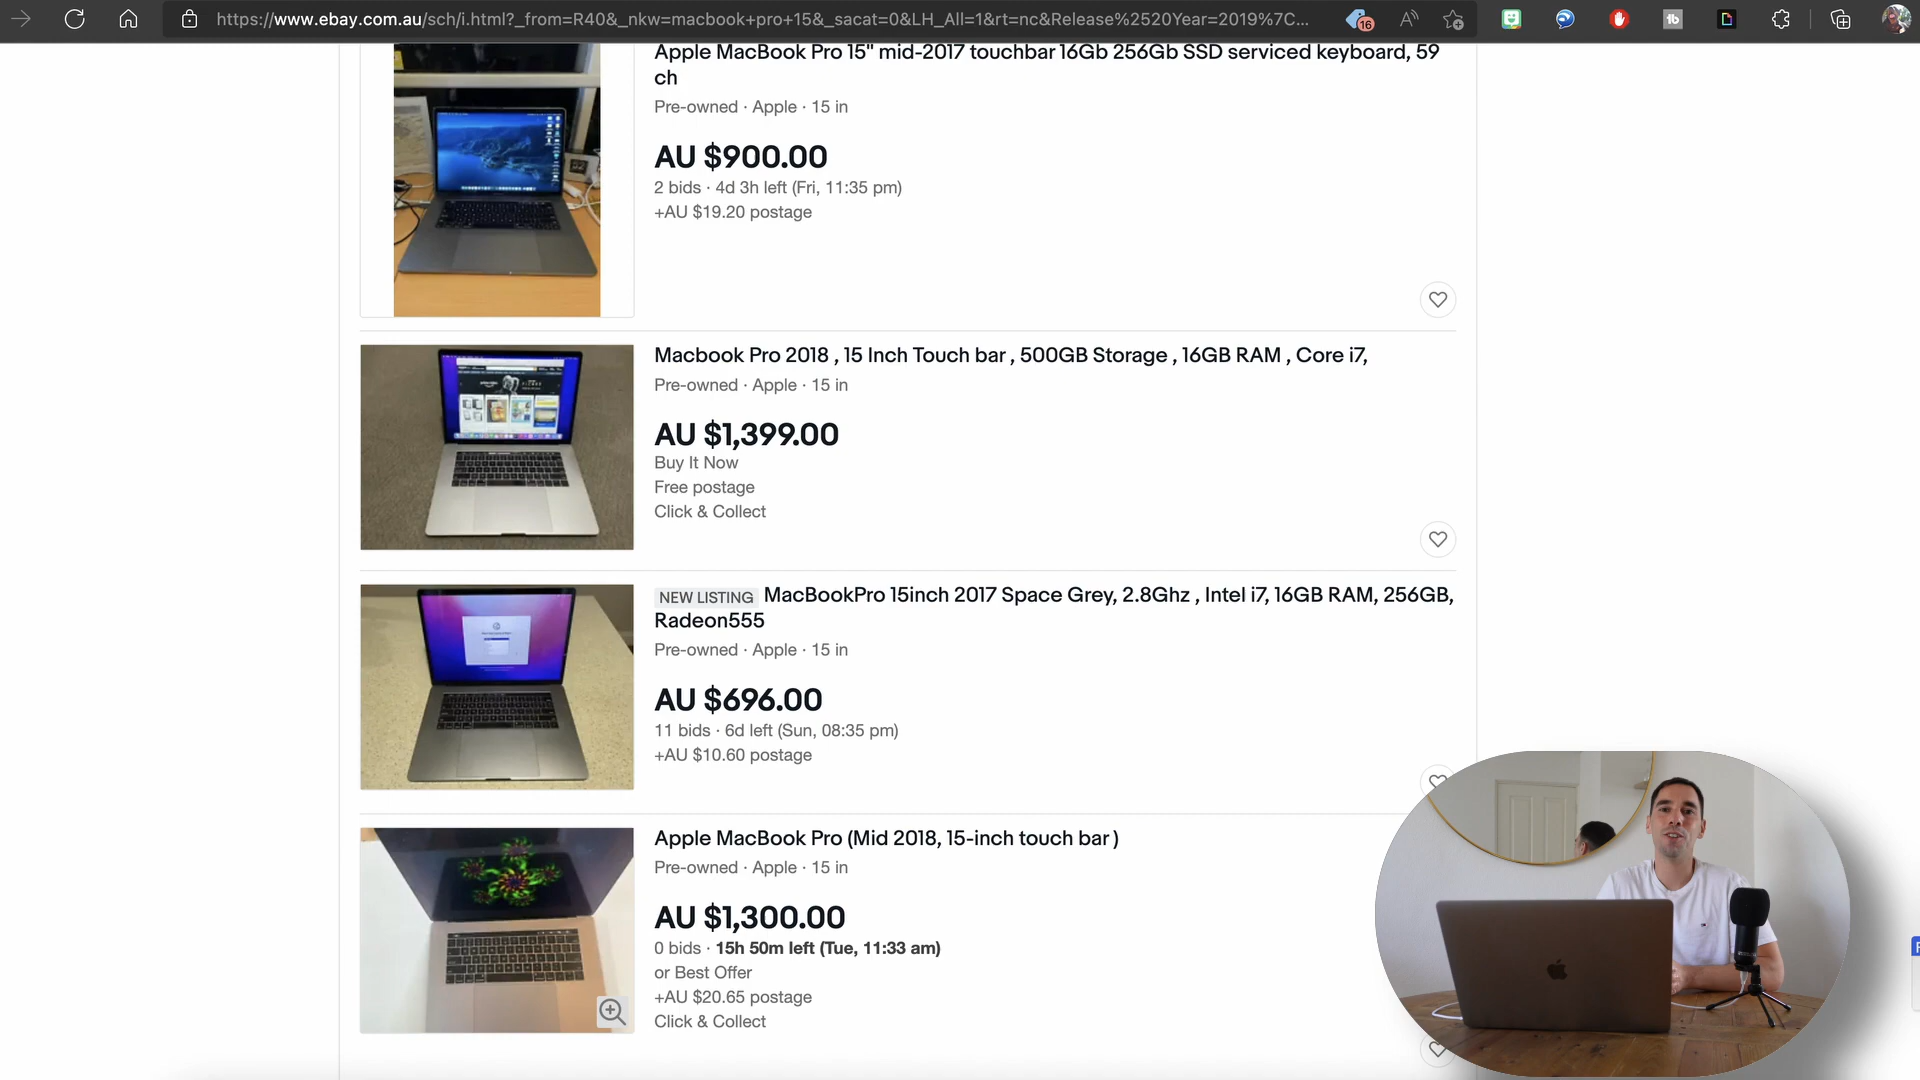 https://www.ebay.com.au/sch/i.html?_from=R40&_nkw=macbook+pro+15&_sacat=0&LH_All=1&rt=nc&Release%2520Year=2019%7C...
16
Apple MacBook Pro 15" mid-2017 touchbar 16Gb 256Gb SSD serviced keyboard, 59
ch
Pre-owned · Apple · 15 in
AU $900.00
2 bids · 4d 3h left (Fri, 11:35 pm)
+AU $19.20 postage
Macbook Pro 2018 , 15 Inch Touch bar , 500GB Storage , 16GB RAM , Core i7,
Pre-owned · Apple · 15 in
AU $1,399.00
Buy It Now
Free postage
Click & Collect
NEW LISTING MacBookPro 15inch 2017 Space Grey, 2.8Ghz , Intel i7, 16GB RAM, 256GB,
Radeon555
Pre-owned · Apple · 15 in
AU $696.00
11 bids · 6d left (Sun, 08:35 pm)
+AU $10.60 postage
Apple MacBook Pro (Mid 2018, 15-inch touch bar )
Pre-owned · Apple · 15 in
AU $1,300.00
0 bids · 15h 50m left (Tue, 11:33 am)
or Best Offer
+AU $20.65 postage
Click & Collect